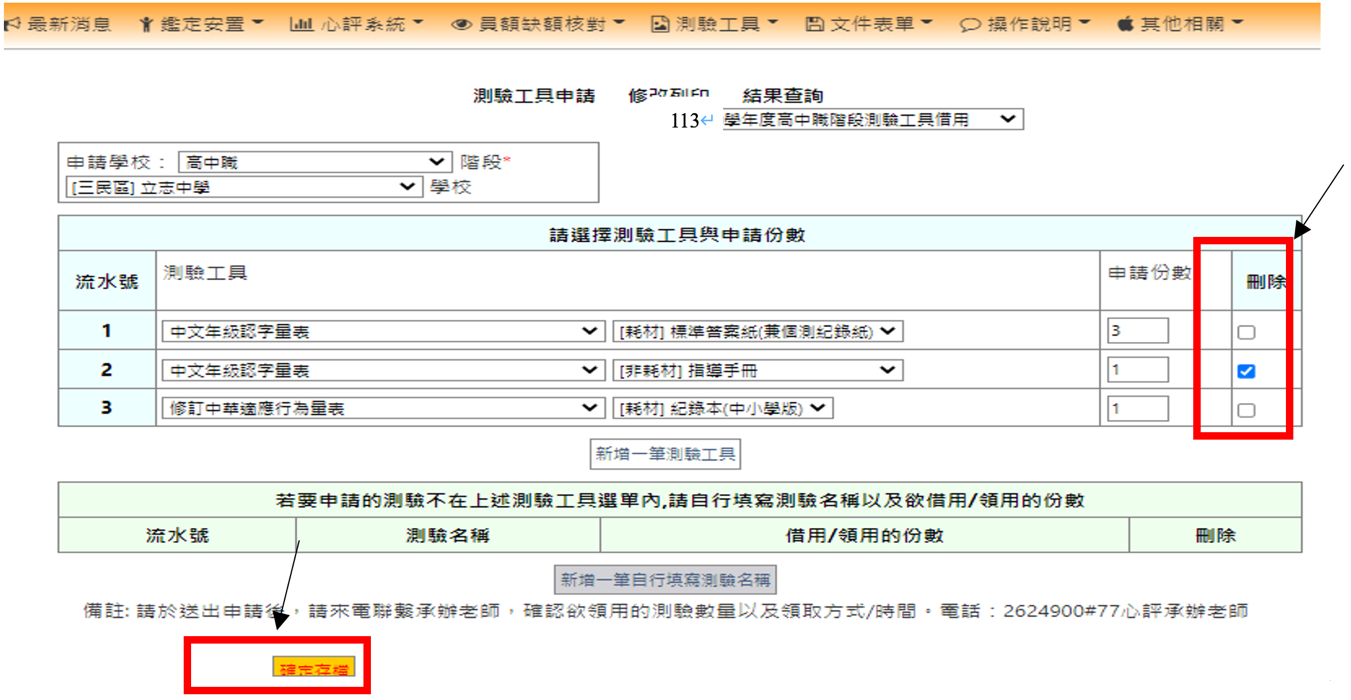 最新消息 鑑定安置 心評系統 員額缺額核對 測驗工具 文件表單 操作說明 其他相關
測驗工具申請 修改列印 結果查詢
113 學年度高中職階段測驗工具借用
申請學校： 高中職 階段*
[三民區] 立志中學 學校
請選擇測驗工具與申請份數
流水號 測驗工具 申請份數 刪除
1 中文年級認字量表 [耗材] 標準答案紙(兼個測紀錄紙) 3
2 中文年級認字量表 [非耗材] 指導手冊 1
3 修訂中華適應行為量表 [耗材] 紀錄本(中小學版) 1
新增一筆測驗工具
若要申請的測驗不在上述測驗工具選單內,請自行填寫測驗名稱以及欲借用/領用的份數
流水號 測驗名稱 借用/領用的份數 刪除
新增一筆自行填寫測驗名稱
備註: 請於送出申請後，請來電聯繫承辦老師，確認欲領用的測驗數量以及領取方式/時間。電話：2624900#77心評承辦老師
確定存檔